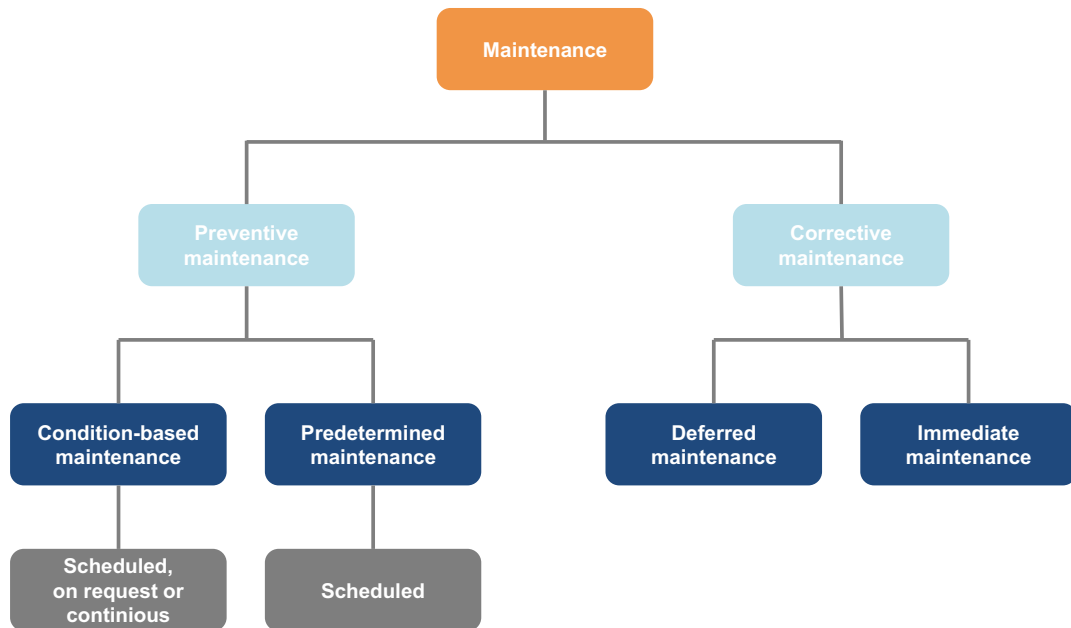 Maintenance
Preventive
maintenance
Corrective
maintenance
Condition-based
maintenance
Predetermined
maintenance
Deferred
maintenance
Immediate
maintenance
Scheduled,
on request or
continious
Scheduled